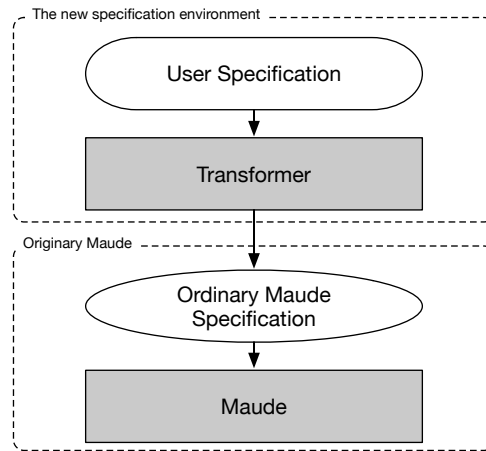 The new specification environment
User Specification
Transformer
Originary Maude
Ordinary Maude
Specification
Maude